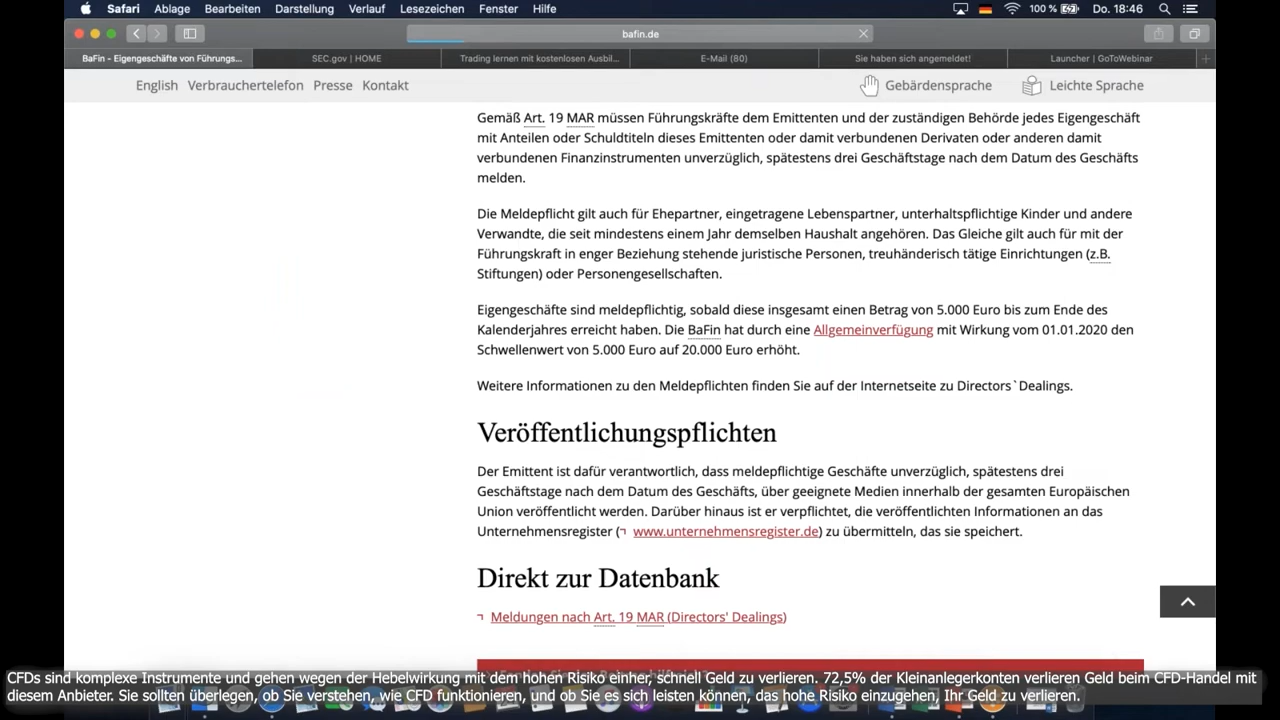 Safari Ablage Bearbeiten Darstellung Verlauf Lesezeichen Fenster Hilfe 100 % Do. 18:46
bafin.de
BaFin - Eigengeschäfte von Führungs... SEC.gov | HOME Trading lernen mit kostenlosen Ausbil... E-Mail (80) Sie haben sich angemeldet! Launcher | GoToWebinar
English Verbrauchertelefon Presse Kontakt Gebärdensprache Leichte Sprache
Gemäß Art. 19 MAR müssen Führungskräfte dem Emittenten und der zuständigen Behörde jedes Eigengeschäft
mit Anteilen oder Schuldtiteln dieses Emittenten oder damit verbundenen Derivaten oder anderen damit
verbundenen Finanzinstrumenten unverzüglich, spätestens drei Geschäftstage nach dem Datum des Geschäfts
melden.
Die Meldepflicht gilt auch für Ehepartner, eingetragene Lebenspartner, unterhaltspflichtige Kinder und andere
Verwandte, die seit mindestens einem Jahr demselben Haushalt angehören. Das Gleiche gilt auch für mit der
Führungskraft in enger Beziehung stehende juristische Personen, treuhänderisch tätige Einrichtungen (z.B.
Stiftungen) oder Personengesellschaften.
Eigengeschäfte sind meldepflichtig, sobald diese insgesamt einen Betrag von 5.000 Euro bis zum Ende des
Kalenderjahres erreicht haben. Die BaFin hat durch eine Allgemeinverfügung mit Wirkung vom 01.01.2020 den
Schwellenwert von 5.000 Euro auf 20.000 Euro erhöht.
Weitere Informationen zu den Meldepflichten finden Sie auf der Internetseite zu Directors`Dealings.
Veröffentlichungspflichten
Der Emittent ist dafür verantwortlich, dass meldepflichtige Geschäfte unverzüglich, spätestens drei
Geschäftstage nach dem Datum des Geschäfts, über geeignete Medien innerhalb der gesamten Europäischen
Union veröffentlicht werden. Darüber hinaus ist er verpflichtet, die veröffentlichten Informationen an das
Unternehmensregister (www.unternehmensregister.de) zu übermitteln, das sie speichert.
Direkt zur Datenbank
Meldungen nach Art. 19 MAR (Directors' Dealings)
CFDs sind komplexe Instrumente und gehen wegen der Hebelwirkung mit dem hohen Risiko einher, schnell Geld zu verlieren. 72,5% der Kleinanlegerkonten verlieren Geld beim CFD-Handel mit
diesem Anbieter. Sie sollten überlegen, ob Sie verstehen, wie CFD funktionieren, und ob Sie es sich leisten können, das hohe Risiko einzugehen, Ihr Geld zu verlieren.